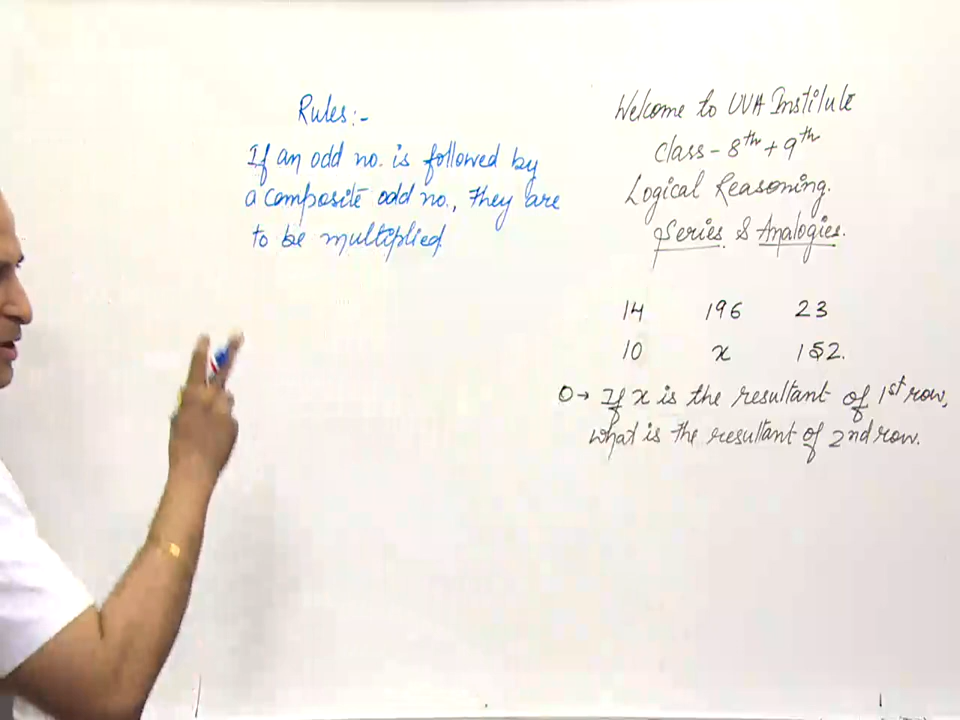 Rules:-
If an odd no. is followed by
a composite odd no., they are
to be multiplied
Welcome to UVA Institute
Class - 8th + 9th
Logical Reasoning.
Series & Analogies.
14 196 23
10 x 152.
Q → If x is the resultant of 1st row,
what is the resultant of 2nd row.